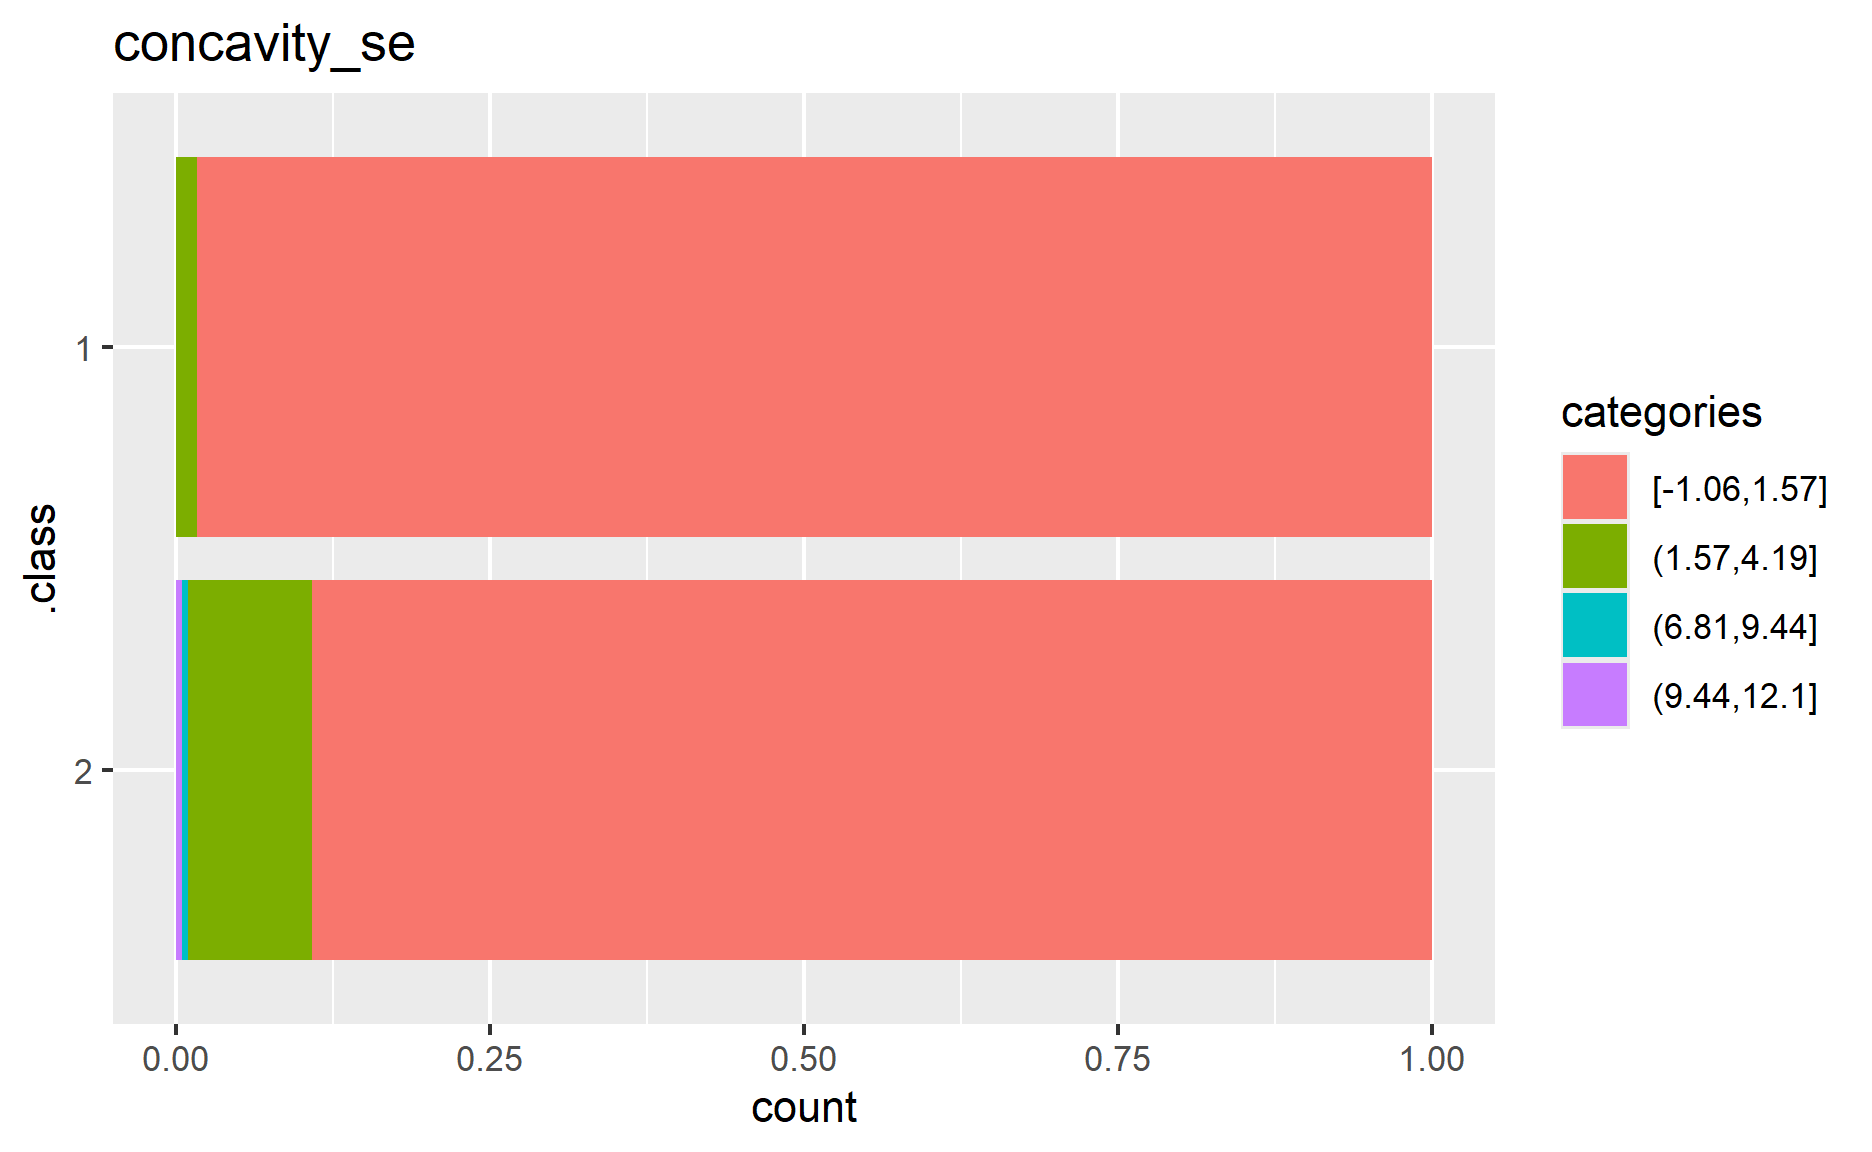 concavity_se
.class
1
2
0.00 0.25 0.50 0.75 1.00
count
categories
[-1.06,1.57]
(1.57,4.19]
(6.81,9.44]
(9.44,12.1]